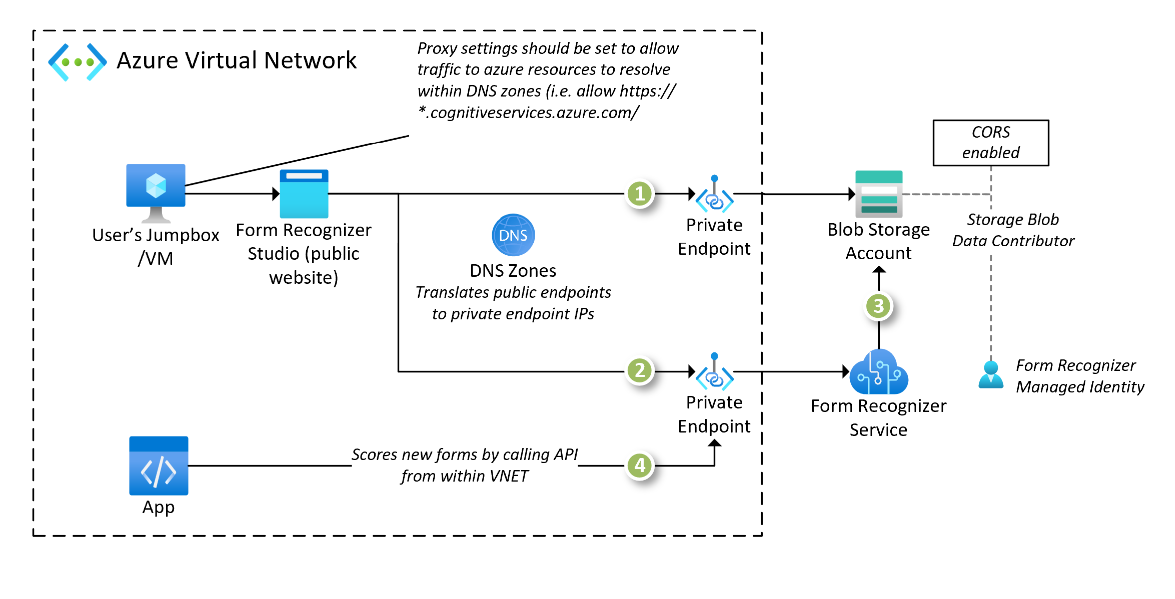 Azure Virtual Network
Proxy settings should be set to allow
traffic to azure resources to resolve
within DNS zones (i.e. allow https://
*.cognitiveservices.azure.com/
CORS
enabled
User's Jumpbox
/VM
Form Recognizer
Studio (public
website)
DNS
DNS Zones
Translates public endpoints
to private endpoint IPs
1
Private
Endpoint
Blob Storage
Account
Storage Blob
Data Contributor
3
2
Private
Endpoint
Form Recognizer
Service
Form Recognizer
Managed Identity
App
Scores new forms by calling API
from within VNET
4